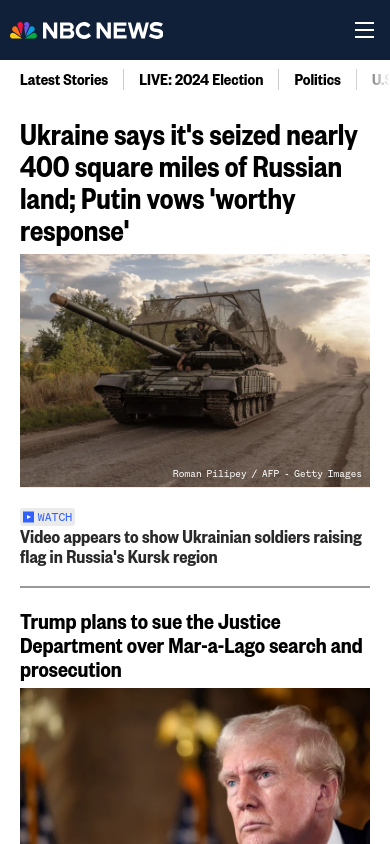 NBC NEWS
Latest Stories
LIVE: 2024 Election
Politics
U.S
Ukraine says it's seized nearly
400 square miles of Russian
land; Putin vows 'worthy
response'
Roman Pilipey / AFP - Getty Images
WATCH
Video appears to show Ukrainian soldiers raising
flag in Russia's Kursk region
Trump plans to sue the Justice
Department over Mar-a-Lago search and
prosecution